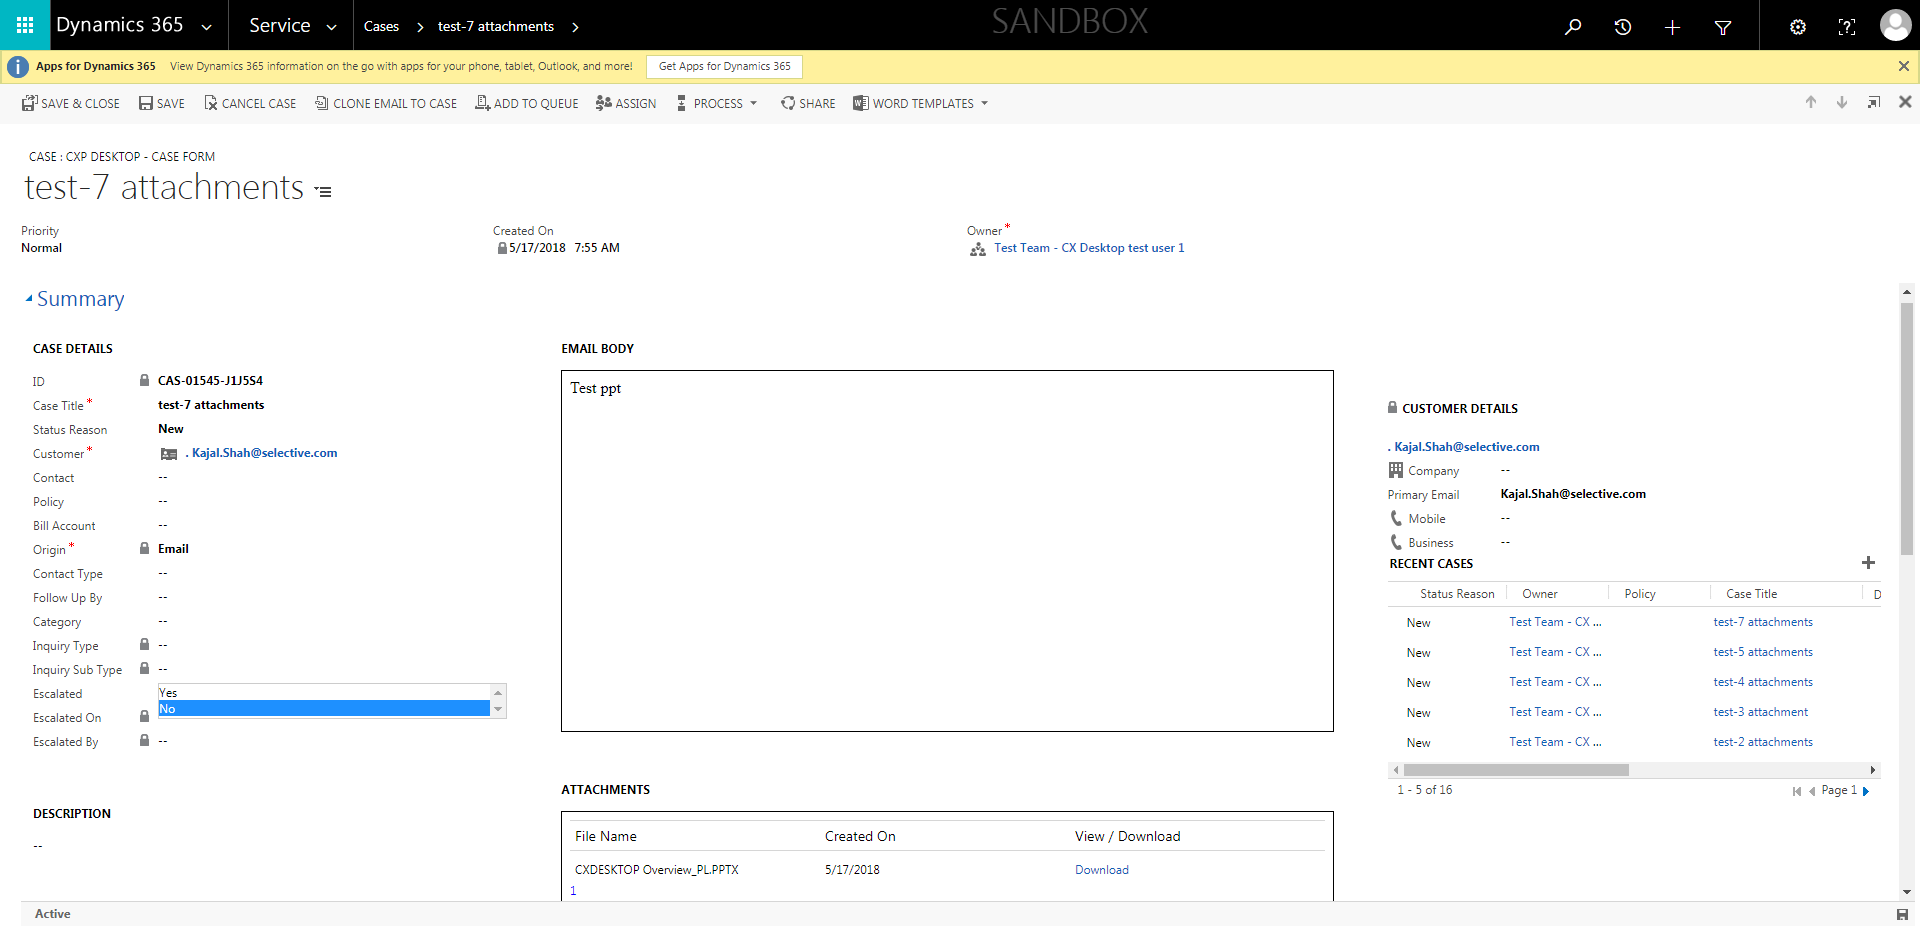 Dynamics 365 Service Cases test-7 attachments SANDBOX
Apps for Dynamics 365 View Dynamics 365 information on the go with apps for your phone, tablet, Outlook, and more! Get Apps for Dynamics 365
SAVE & CLOSE SAVE CANCEL CASE CLONE EMAIL TO CASE ADD TO QUEUE ASSIGN PROCESS SHARE WORD TEMPLATES
CASE : CXP DESKTOP - CASE FORM
test-7 attachments
Priority
Normal
Created On
5/17/2018 7:55 AM
Owner*
Test Team - CX Desktop test user 1
Summary
CASE DETAILS
ID CAS-01545-J1J5S4
Case Title* test-7 attachments
Status Reason New
Customer* . Kajal.Shah@selective.com
Contact --
Policy --
Bill Account --
Origin* Email
Contact Type --
Follow Up By --
Category --
Inquiry Type --
Inquiry Sub Type --
Escalated Yes
No
Escalated On
Escalated By --
DESCRIPTION
--
EMAIL BODY
Test ppt
ATTACHMENTS
File Name Created On View / Download
CXDESKTOP Overview_PL.PPTX 5/17/2018 Download
1
CUSTOMER DETAILS
. Kajal.Shah@selective.com
Company --
Primary Email Kajal.Shah@selective.com
Mobile --
Business --
RECENT CASES
Status Reason Owner Policy Case Title D
New Test Team - CX ... test-7 attachments
New Test Team - CX ... test-5 attachments
New Test Team - CX ... test-4 attachments
New Test Team - CX ... test-3 attachment
New Test Team - CX ... test-2 attachments
1 - 5 of 16 Page 1
Active